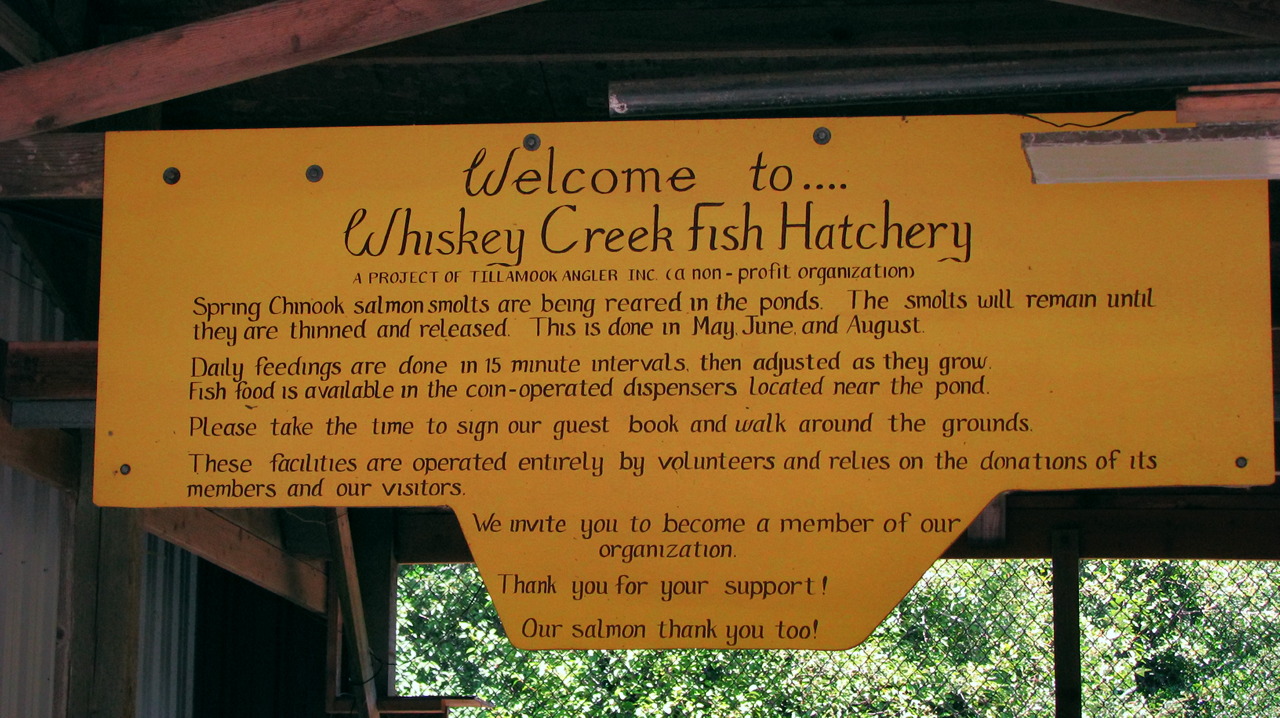 Welcome to....
Whiskey Creek Fish Hatchery
A PROJECT OF TILLAMOOK ANGLER INC. (a non-profit organization)
Spring Chinook salmon smolts are being reared in the ponds. The smolts will remain until
they are thinned and released. This is done in May, June, and August.
Daily feedings are done in 15 minute intervals, then adjusted as they grow.
Fish food is available in the coin-operated dispensers located near the pond.
Please take the time to sign our guest book and walk around the grounds.
These facilities are operated entirely by volunteers and relies on the donations of its
members and our visitors.
We invite you to become a member of our
organization.
Thank you for your support!
Our salmon thank you too!